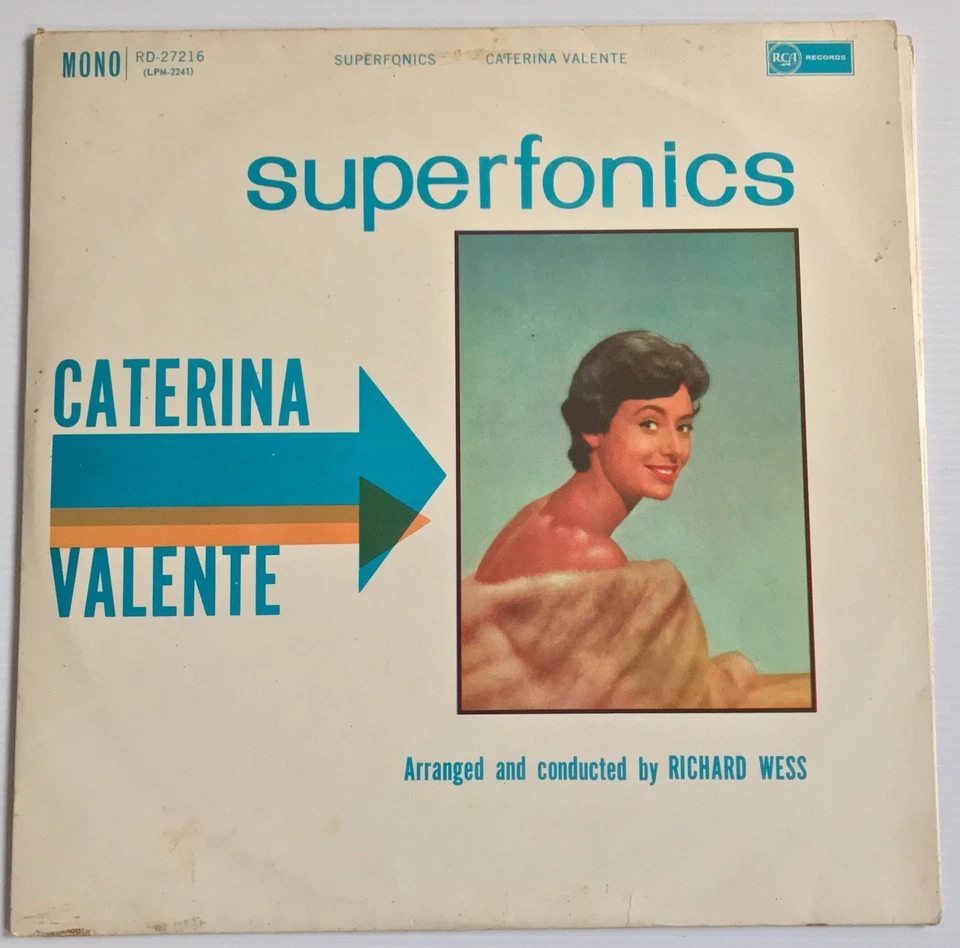 MONO RD-27216 SUPERFONICS CATERINA VALENTE RCA RECORDS
(LPM-2241)
superfonics
CATERINA
VALENTE
Arranged and conducted by RICHARD WESS